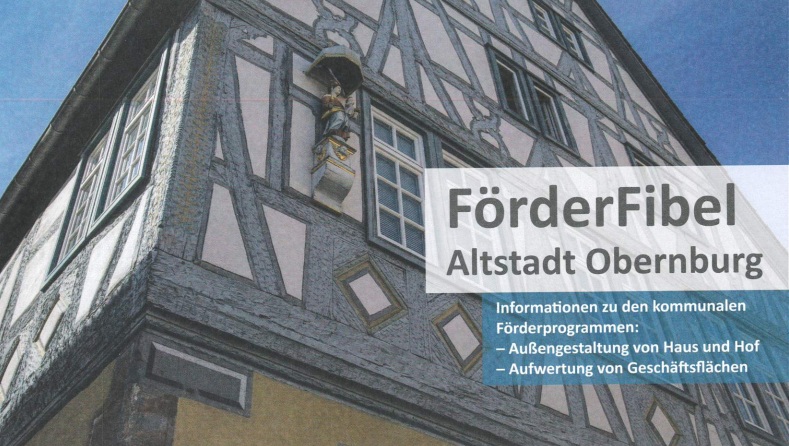 FörderFibel
Altstadt Obernburg
Informationen zu den kommunalen
Förderprogrammen:
– Außengestaltung von Haus und Hof
– Aufwertung von Geschäftsflächen